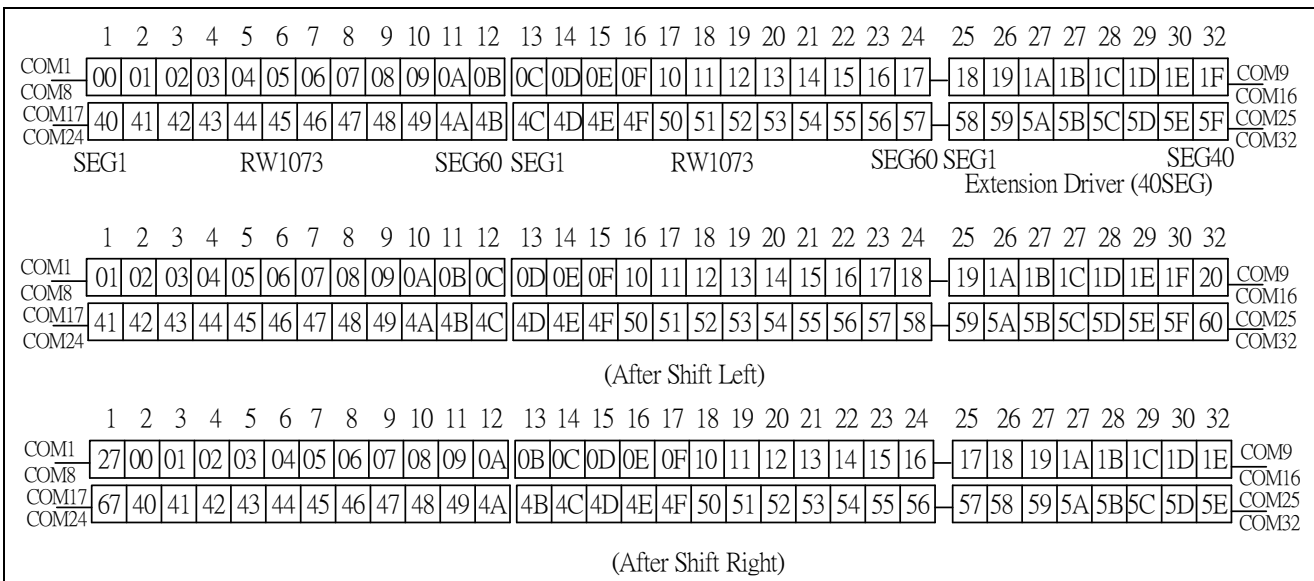 1 2 3 4 5 6 7 8 9 10 11 12 13 14 15 16 17 18 19 20 21 22 23 24 25 26 27 27 28 29 30 32
COM1 00 01 02 03 04 05 06 07 08 09 0A 0B 0C 0D 0E 0F 10 11 12 13 14 15 16 17 18 19 1A 1B 1C 1D 1E 1F COM9
COM8 COM16
COM17 40 41 42 43 44 45 46 47 48 49 4A 4B 4C 4D 4E 4F 50 51 52 53 54 55 56 57 58 59 5A 5B 5C 5D 5E 5F COM25
COM24 COM32
SEG1 RW1073 SEG60 SEG1 RW1073 SEG60 SEG1 SEG40
Extension Driver (40SEG)
1 2 3 4 5 6 7 8 9 10 11 12 13 14 15 16 17 18 19 20 21 22 23 24 25 26 27 27 28 29 30 32
COM1 01 02 03 04 05 06 07 08 09 0A 0B 0C 0D 0E 0F 10 11 12 13 14 15 16 17 18 19 1A 1B 1C 1D 1E 1F 20 COM9
COM8 COM16
COM17 41 42 43 44 45 46 47 48 49 4A 4B 4C 4D 4E 4F 50 51 52 53 54 55 56 57 58 59 5A 5B 5C 5D 5E 5F 60 COM25
COM24 COM32
(After Shift Left)
1 2 3 4 5 6 7 8 9 10 11 12 13 14 15 16 17 18 19 20 21 22 23 24 25 26 27 27 28 29 30 32
COM1 27 00 01 02 03 04 05 06 07 08 09 0A 0B 0C 0D 0E 0F 10 11 12 13 14 15 16 17 18 19 1A 1B 1C 1D 1E COM9
COM8 COM16
COM17 67 40 41 42 43 44 45 46 47 48 49 4A 4B 4C 4D 4E 4F 50 51 52 53 54 55 56 57 58 59 5A 5B 5C 5D 5E COM25
COM24 COM32
(After Shift Right)